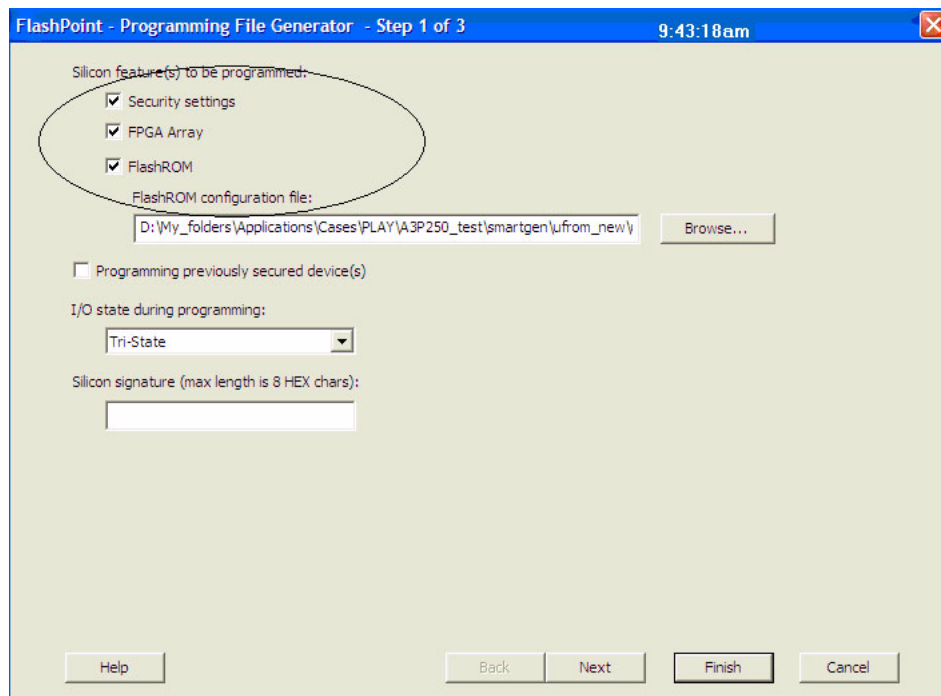 FlashPoint - Programming File Generator - Step 1 of 3 9:43:18am
Silicon feature(s) to be programmed:
Security settings
FPGA Array
FlashROM
FlashROM configuration file:
D:\My_folders\Applications\Cases\PLAY\A3P250_test\smartgen\ufrom_new\
Browse...
Programming previously secured device(s)
I/O state during programming:
Tri-State
Silicon signature (max length is 8 HEX chars):
Help Back Next Finish Cancel